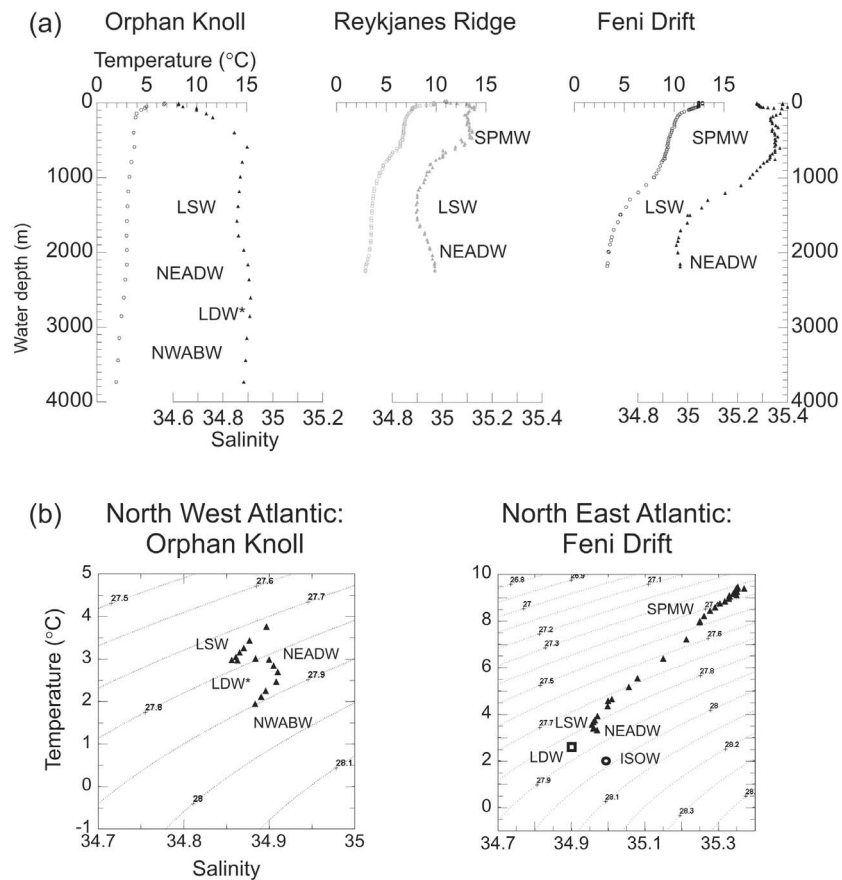 (a)
Orphan Knoll
Reykjanes Ridge
Feni Drift
Temperature (°C)
0 5 10 15
0 5 10 15
0 5 10 15
0
1000
2000
3000
4000
Water depth (m)
LSW
NEADW
LDW*
NWABW
SPMW
LSW
NEADW
SPMW
LSW
NEADW
0
1000
2000
3000
4000
34.6 34.8 35 35.2
34.8 35 35.2 35.4
34.8 35 35.2 35.4
Salinity
(b)
North West Atlantic:
Orphan Knoll
North East Atlantic:
Feni Drift
Temperature (°C)
5
4
3
2
1
0
-1
27.5
27.6
27.7
27.8
27.9
28
28.1
LSW
NEADW
LDW*
NWABW
34.7 34.8 34.9 35
Salinity
10
8
6
4
2
0
26.8
26.9
27
27.1
27.2
27.3
27.5
27.6
27.7
27.8
27.9
28
28.1
28.2
28.3
SPMW
LSW
NEADW
LDW
ISOW
34.7 34.9 35.1 35.3